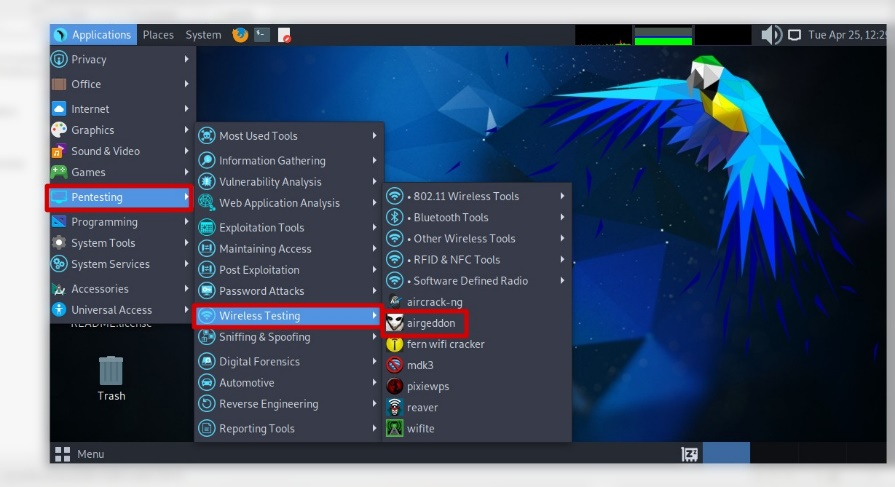 Applications Places System
Tue Apr 25, 12:29
Privacy
Office
Internet
Graphics
Sound & Video
Games
Pentesting
Programming
System Tools
System Services
Accessories
Universal Access
README.license
Trash
Most Used Tools
Information Gathering
Vulnerability Analysis
Web Application Analysis
Exploitation Tools
Maintaining Access
Post Exploitation
Password Attacks
Wireless Testing
Sniffing & Spoofing
Digital Forensics
Automotive
Reverse Engineering
Reporting Tools
• 802.11 Wireless Tools
• Bluetooth Tools
• Other Wireless Tools
• RFID & NFC Tools
• Software Defined Radio
aircrack-ng
airgeddon
fern wifi cracker
mdk3
pixiewps
reaver
wifite
Menu